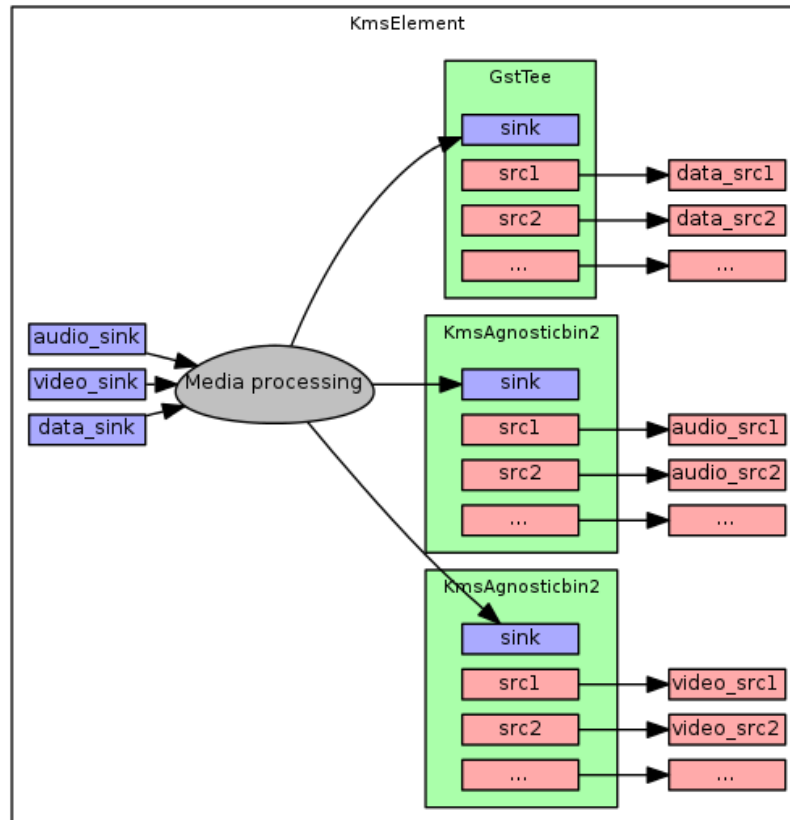 KmsElement
GstTee
sink
src1
data_src1
src2
data_src2
...
...
audio_sink
video_sink
data_sink
Media processing
KmsAgnosticbin2
sink
src1
audio_src1
src2
audio_src2
...
...
KmsAgnosticbin2
sink
src1
video_src1
src2
video_src2
...
...